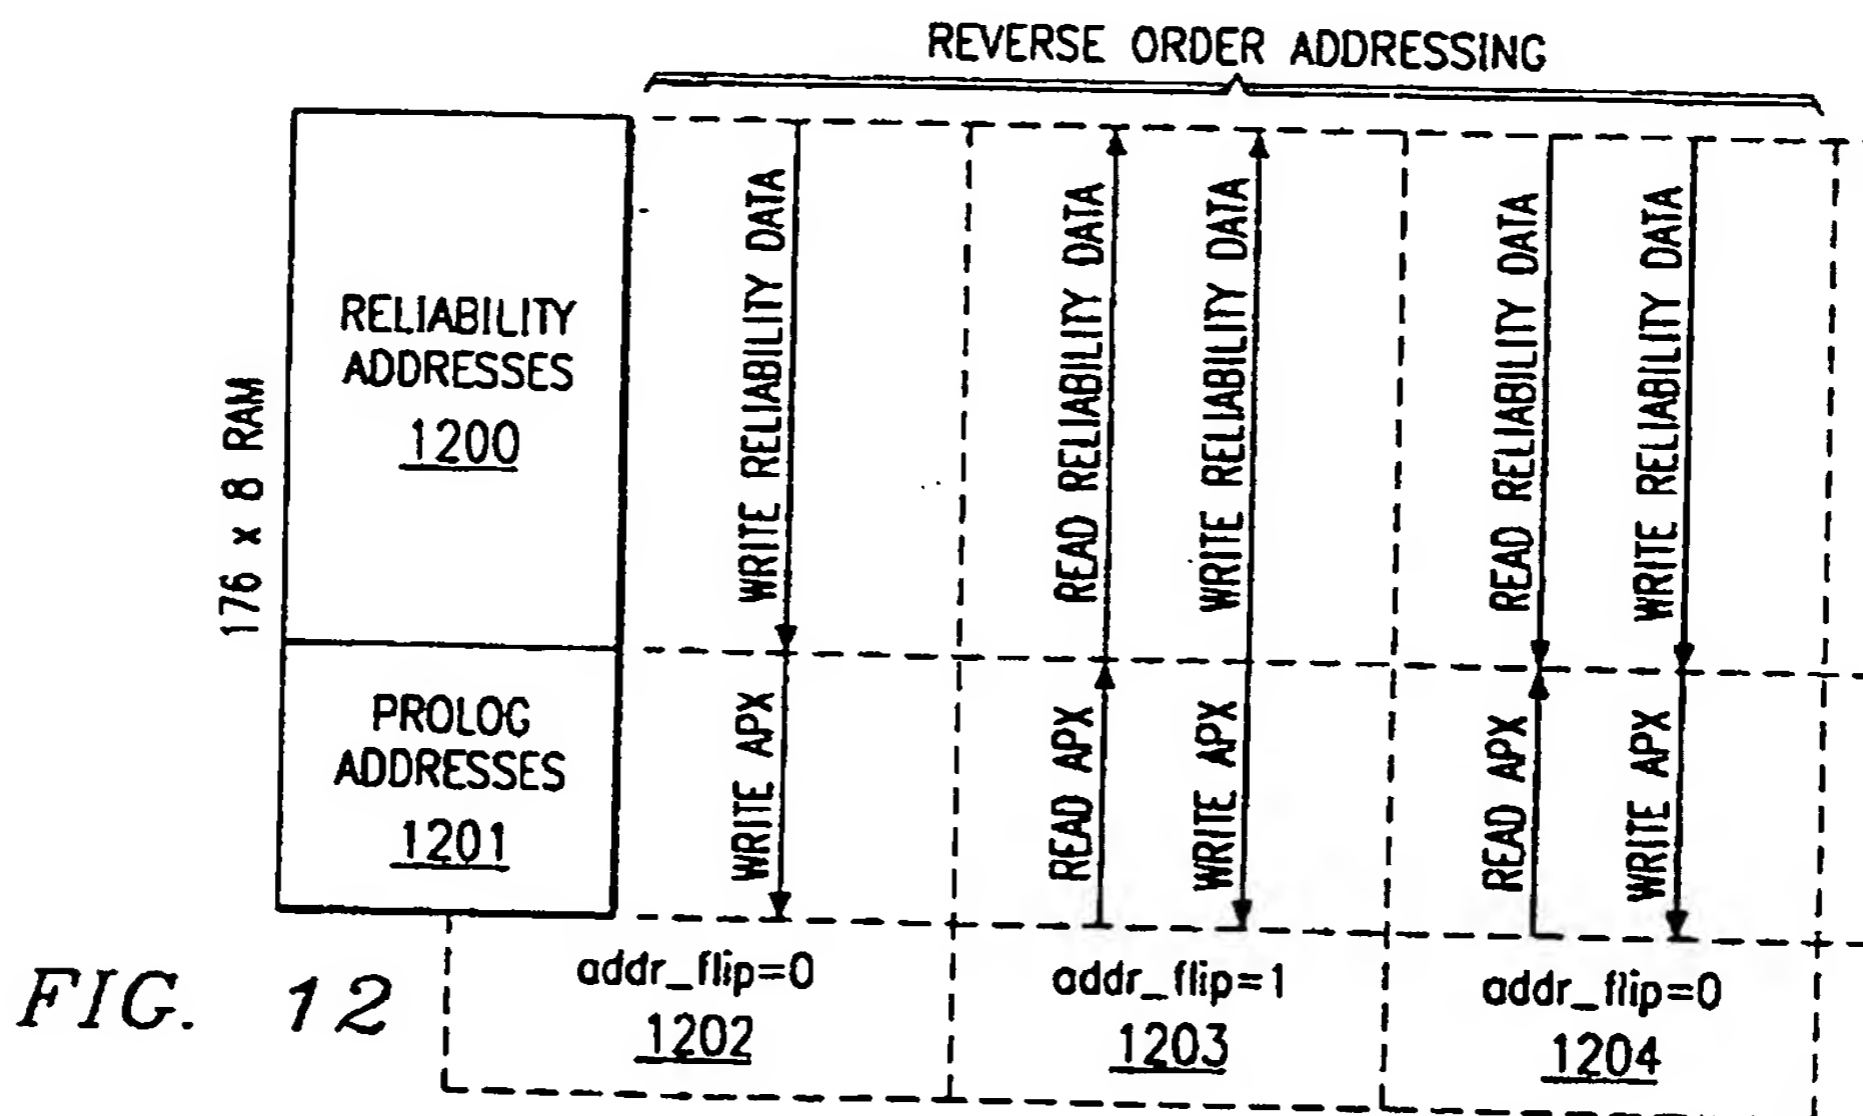 REVERSE ORDER ADDRESSING
176 x 8 RAM
RELIABILITY
ADDRESSES
1200
PROLOG
ADDRESSES
1201
WRITE RELIABILITY DATA
WRITE APX
READ RELIABILITY DATA
READ APX
WRITE RELIABILITY DATA
WRITE APX
READ RELIABILITY DATA
READ APX
WRITE RELIABILITY DATA
WRITE APX
addr_flip=0
1202
addr_flip=1
1203
addr_flip=0
1204
FIG. 12